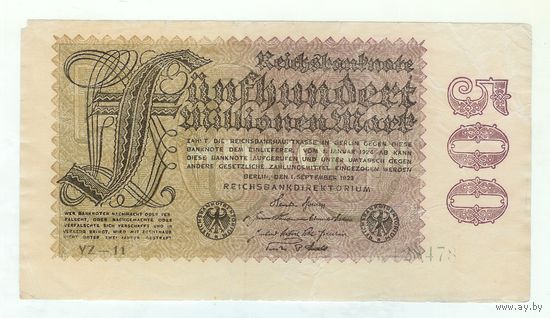 Reichsbanknote
Fünfhundert
Millionen Mark
ZAHLT DIE REICHSBANKHAUPTKASSE IN BERLIN GEGEN DIESE
BANKNOTE DEM EINLIEFERER. VOM 1. JANUAR 1924 AB KANN
DIESE BANKNOTE AUFGERUFEN UND UNTER UMTAUSCH GEGEN
ANDERE GESETZLICHE ZAHLUNGSMITTEL EINGEZOGEN WERDEN
BERLIN, DEN 1. SEPTEMBER 1923
REICHSBANKDIREKTORIUM
WER BANKNOTEN NACHMACHT ODER VER-
FÄLSCHT, ODER NACHGEMACHTE ODER
VERFÄLSCHTE SICH VERSCHAFFT UND IN
VERKEHR BRINGT, WIRD MIT ZUCHTHAUS
NICHT UNTER ZWEI JAHREN BESTRAFT
YZ-11
500
www.ay.by